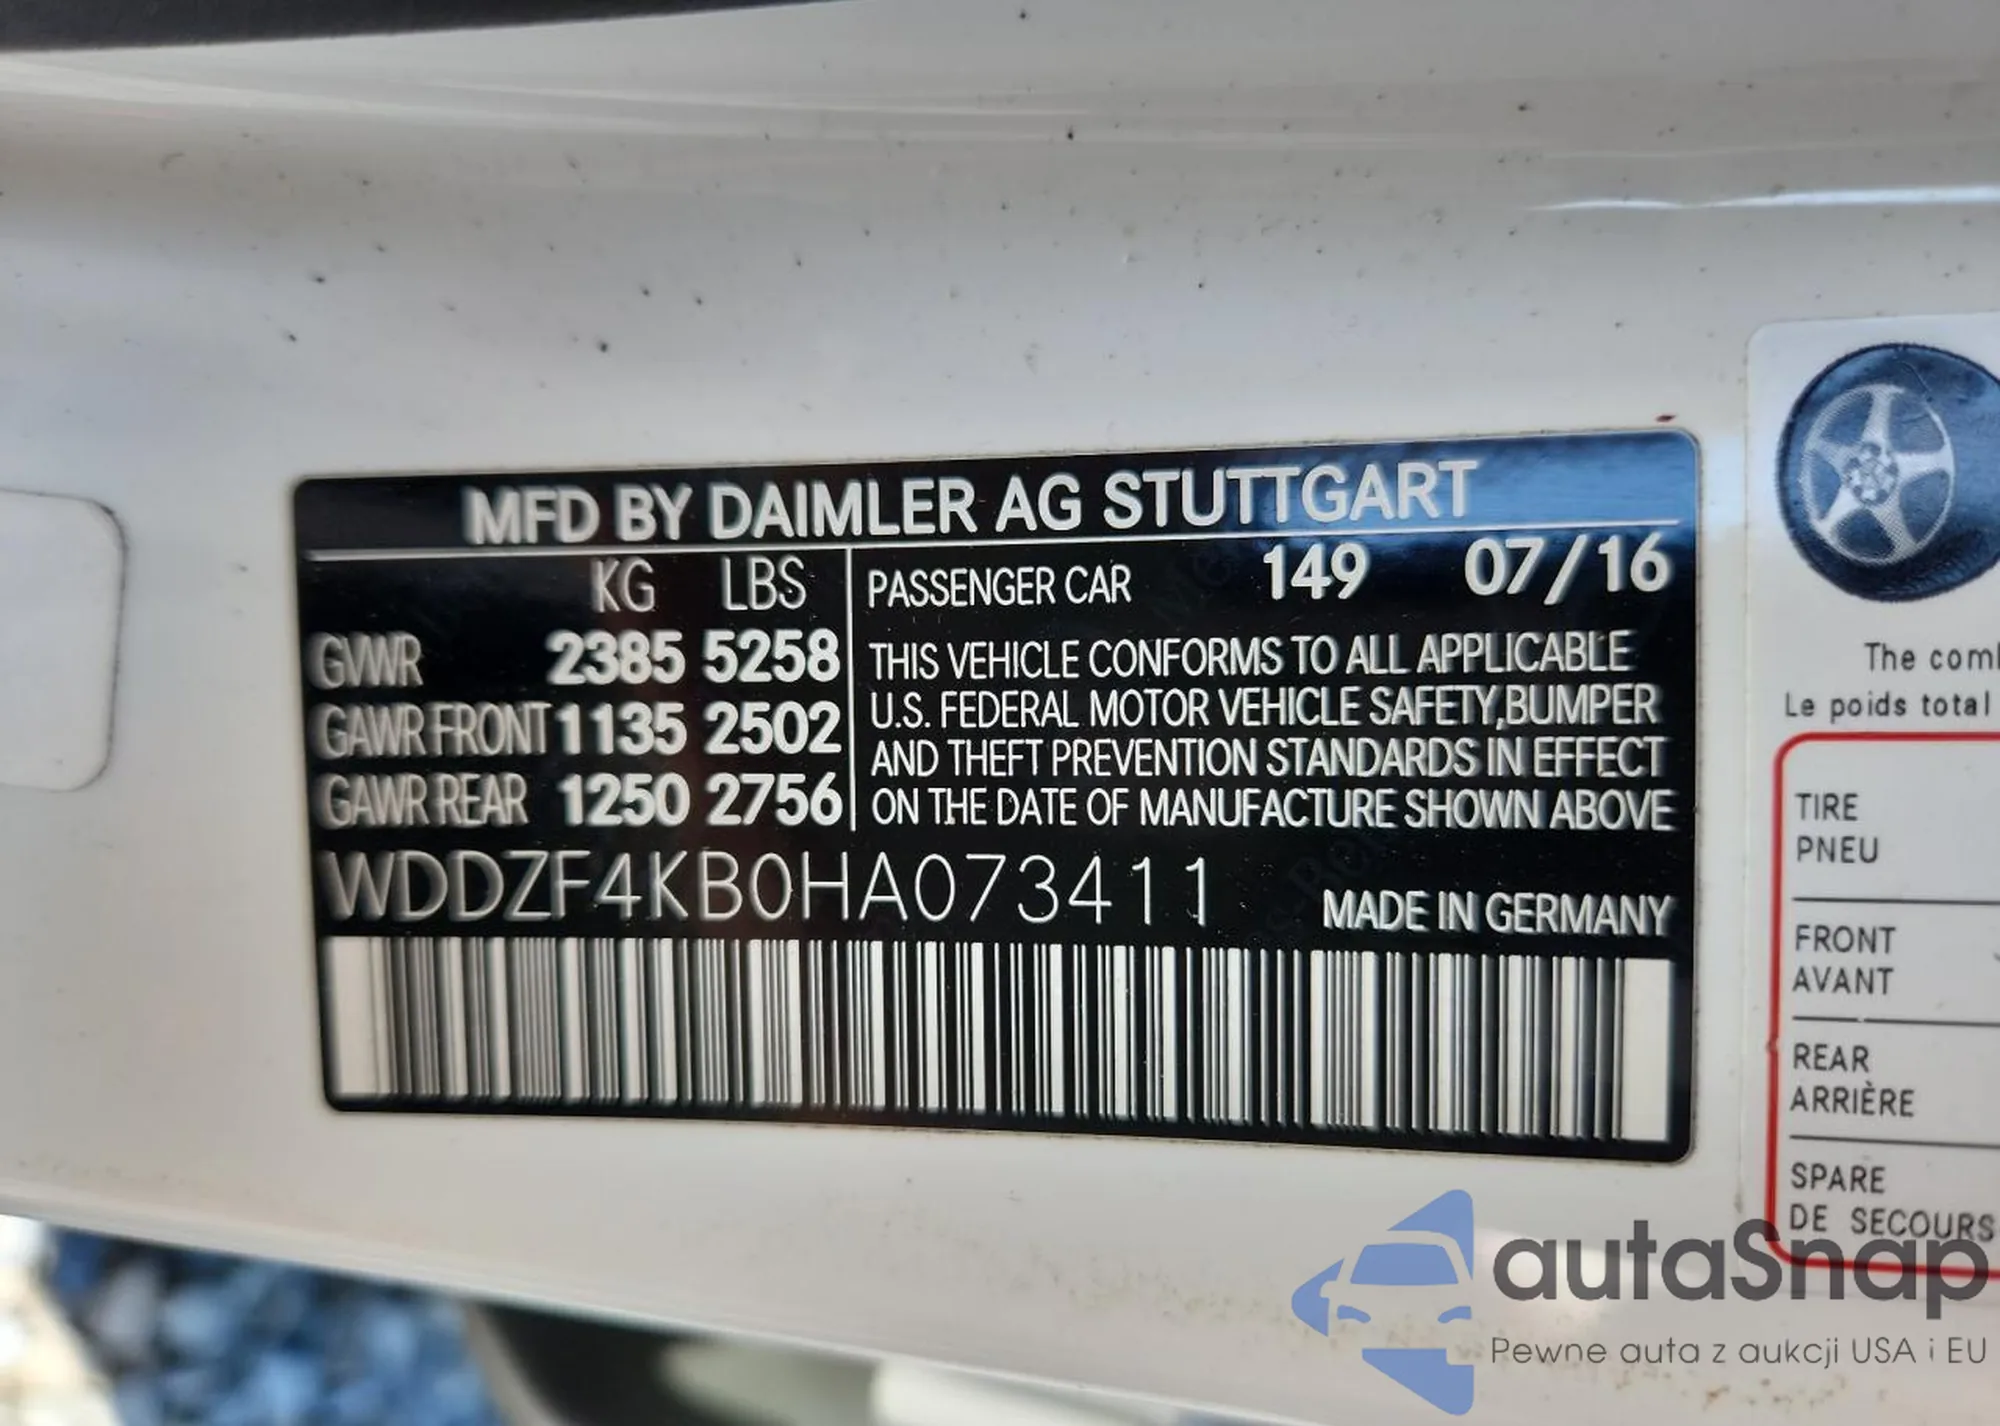 MFD BY DAIMLER AG STUTTGART
KG LBS
GVWR 2385 5258
GAWR FRONT 1135 2502
GAWR REAR 1250 2756
PASSENGER CAR 149 07/16
THIS VEHICLE CONFORMS TO ALL APPLICABLE
U.S. FEDERAL MOTOR VEHICLE SAFETY,BUMPER
AND THEFT PREVENTION STANDARDS IN EFFECT
ON THE DATE OF MANUFACTURE SHOWN ABOVE
WDDZF4KB0HA073411
MADE IN GERMANY
The
Le poids total
TIRE
PNEU
FRONT
AVANT
REAR
ARRIÈRE
SPARE
DE SECOURS
autaSnap
Pewne auta z aukcji USA i EU